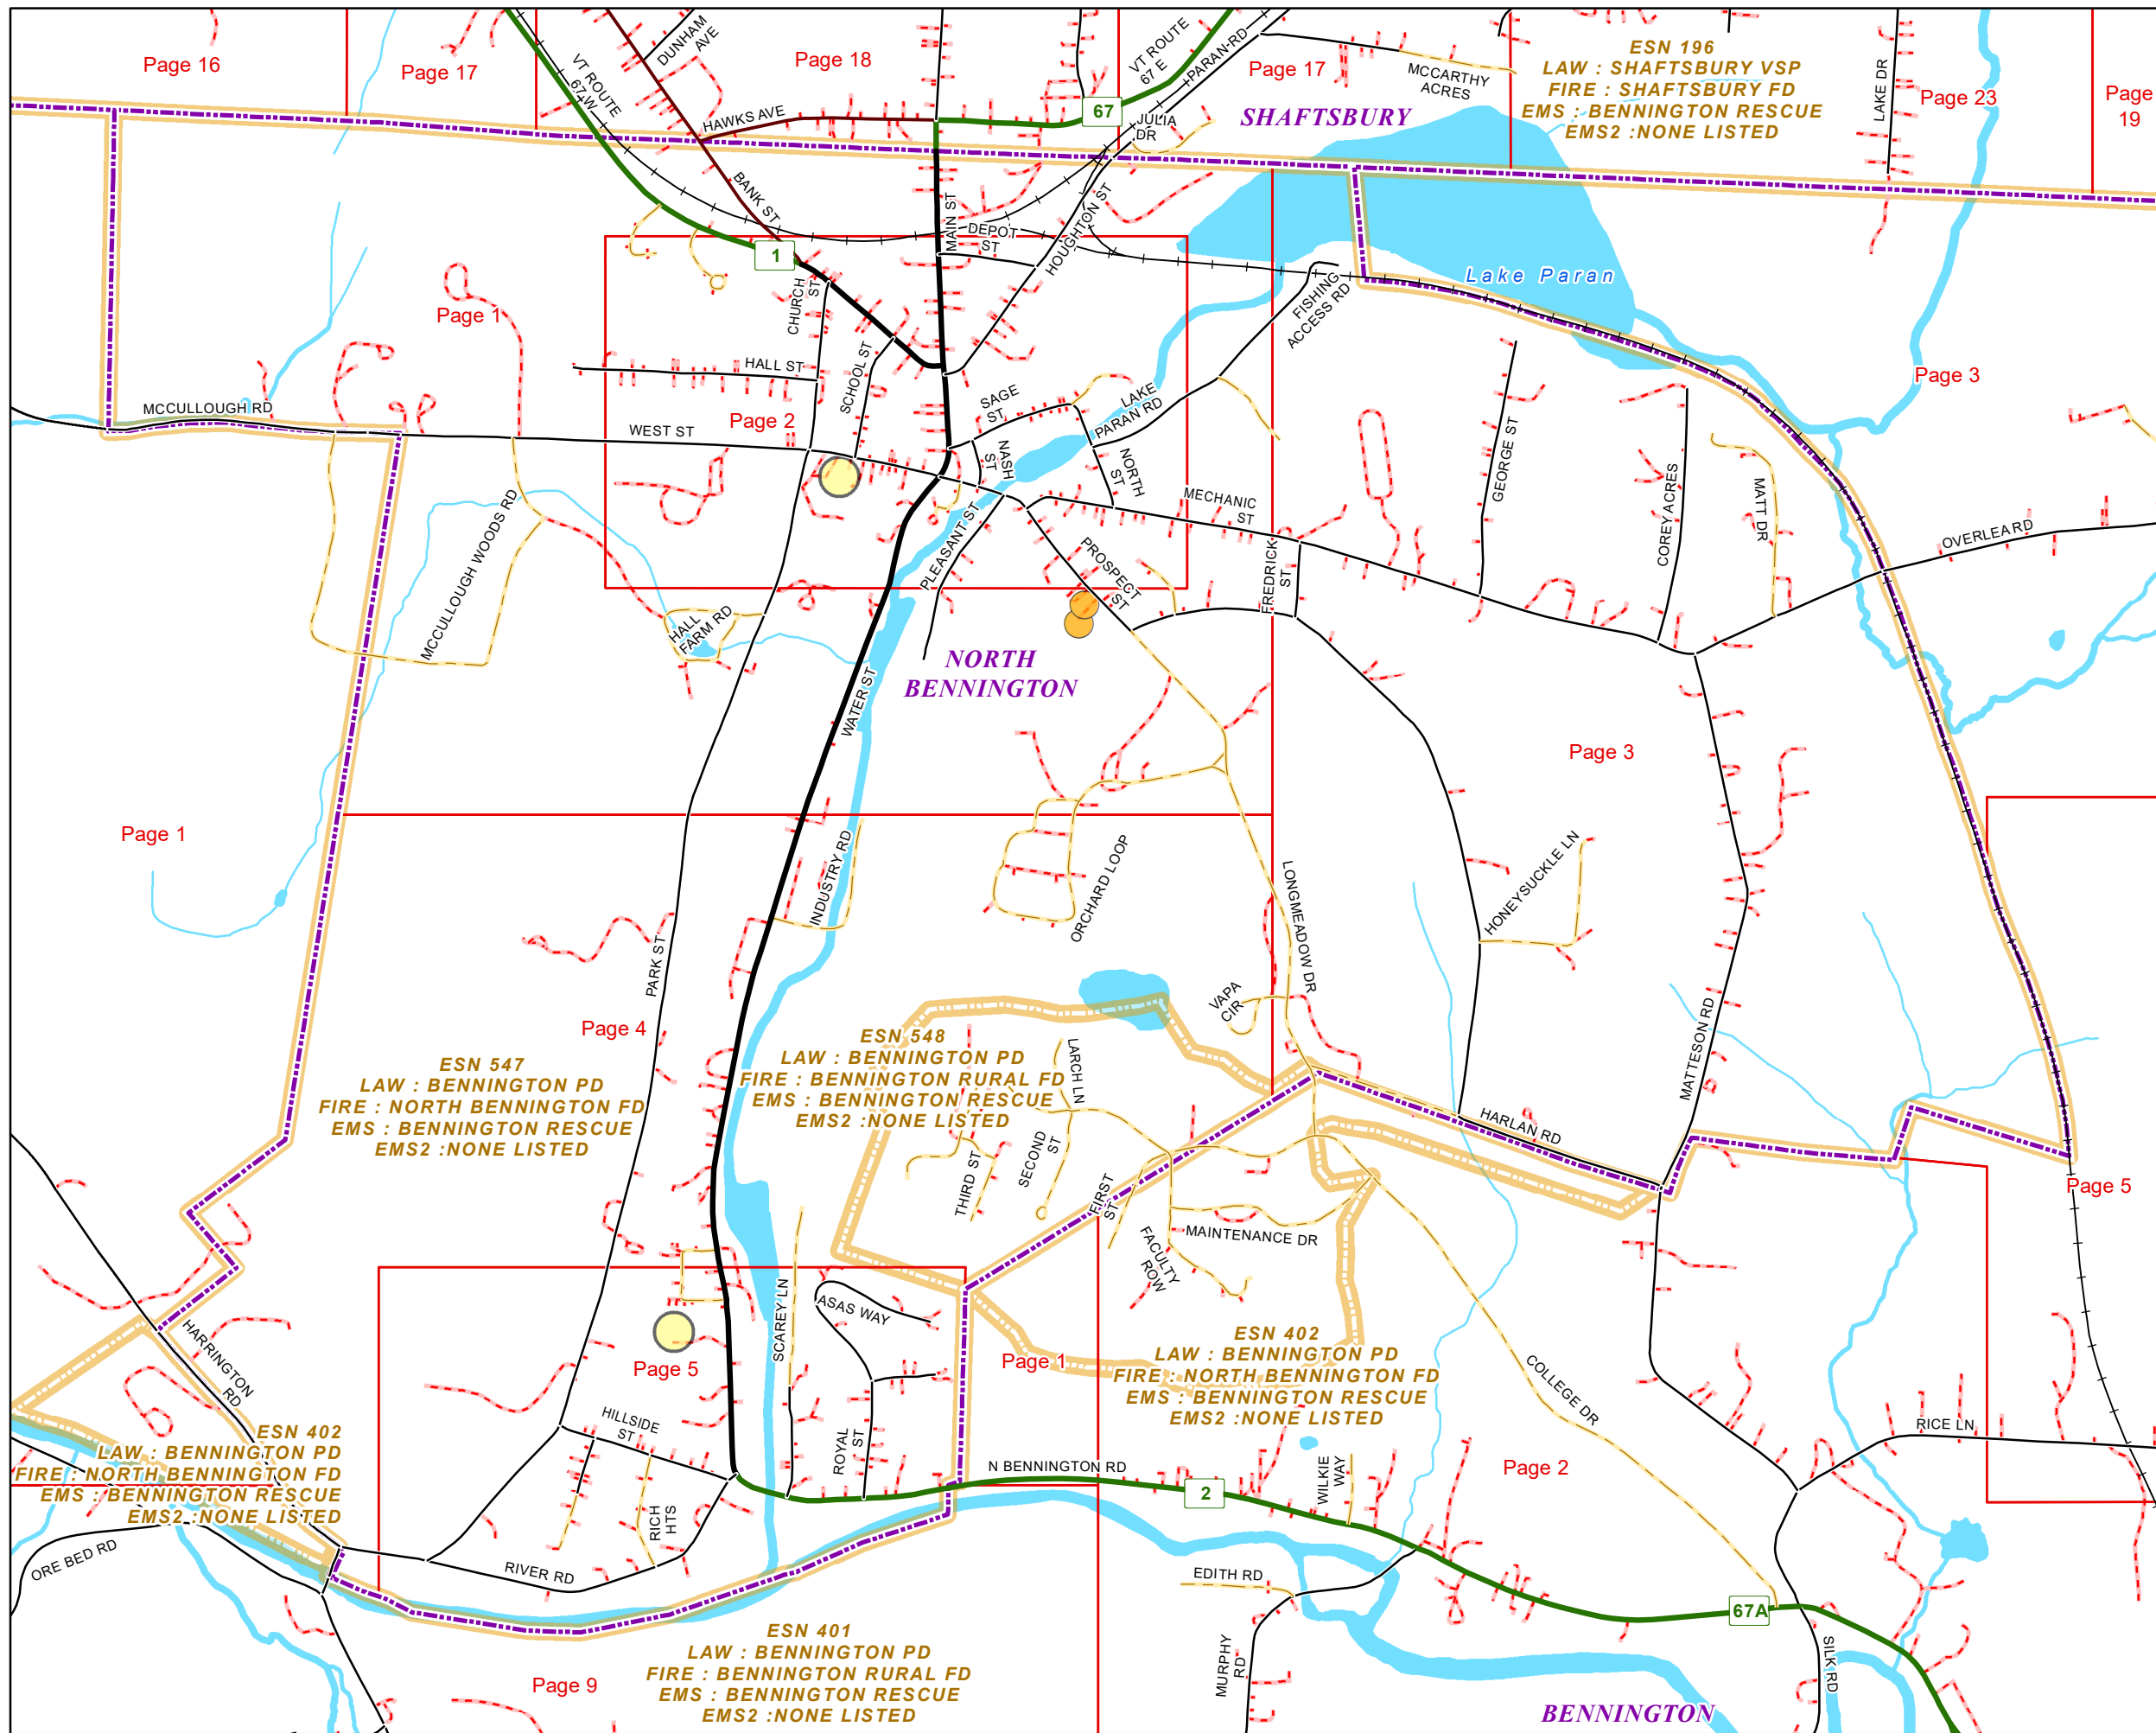 Page 16
Page 17
DUNHAM
AVE
Page 18
VT ROUTE
67 E
PARAN-RD
Page 17
MCCARTHY
ACRES
ESN 196
LAW : SHAFTSBURY VSP
FIRE : SHAFTSBURY FD
EMS : BENNINGTON RESCUE
EMS2 :NONE LISTED
LAKE DR
Page 23
Page
19
VT ROUTE
67 W
HAWKS AVE
67
JULIA
DR
SHAFTSBURY
BANK ST
MAIN ST
DEPOT
ST
HOUGHTON ST
1
Lake Paran
FISHING
ACCESS RD
CHURCH
ST
Page 1
HALL ST
SCHOOL ST
SAGE
ST
LAKE
PARAN RD
Page 3
MCCULLOUGH RD
Page 2
WEST ST
NASH
ST
NORTH
ST
GEORGE ST
COREY ACRES
MATT DR
MECHANIC
ST
OVERLEA RD
MCCULLOUGH WOODS RD
PLEASANT ST
PROSPECT
ST
FREDRICK
ST
HALL
FARM RD
NORTH
BENNINGTON
WATER ST
Page 3
Page 1
INDUSTRY RD
ORCHARD LOOP
LONGMEADOW DR
HONEYSUCKLE LN
PARK ST
VAPA
CIR
Page 4
MATTESON RD
ESN 547
LAW : BENNINGTON PD
FIRE : NORTH BENNINGTON FD
EMS : BENNINGTON RESCUE
EMS2 :NONE LISTED
ESN 548
LAW : BENNINGTON PD
FIRE : BENNINGTON RURAL FD
EMS : BENNINGTON RESCUE
EMS2 :NONE LISTED
LARCH LN
HARLAN RD
SECOND
ST
THIRD ST
FIRST
ST
Page 5
MAINTENANCE DR
FACULTY
ROW
SCAREY LN
ASAS WAY
HARRINGTON
RD
Page 5
Page 1
ESN 402
LAW : BENNINGTON PD
FIRE : NORTH BENNINGTON FD
EMS : BENNINGTON RESCUE
EMS2 :NONE LISTED
COLLEGE DR
HILLSIDE
ST
ROYAL
ST
RICE LN
ESN 402
LAW : BENNINGTON PD
FIRE : NORTH BENNINGTON FD
EMS : BENNINGTON RESCUE
EMS2 :NONE LISTED
N BENNINGTON RD
2
WILKIE
WAY
Page 2
RICH
HTS
ORE BED RD
RIVER RD
EDITH RD
67A
ESN 401
LAW : BENNINGTON PD
FIRE : BENNINGTON RURAL FD
EMS : BENNINGTON RESCUE
EMS2 :NONE LISTED
MURPHY
RD
SILK RD
Page 9
BENNINGTON